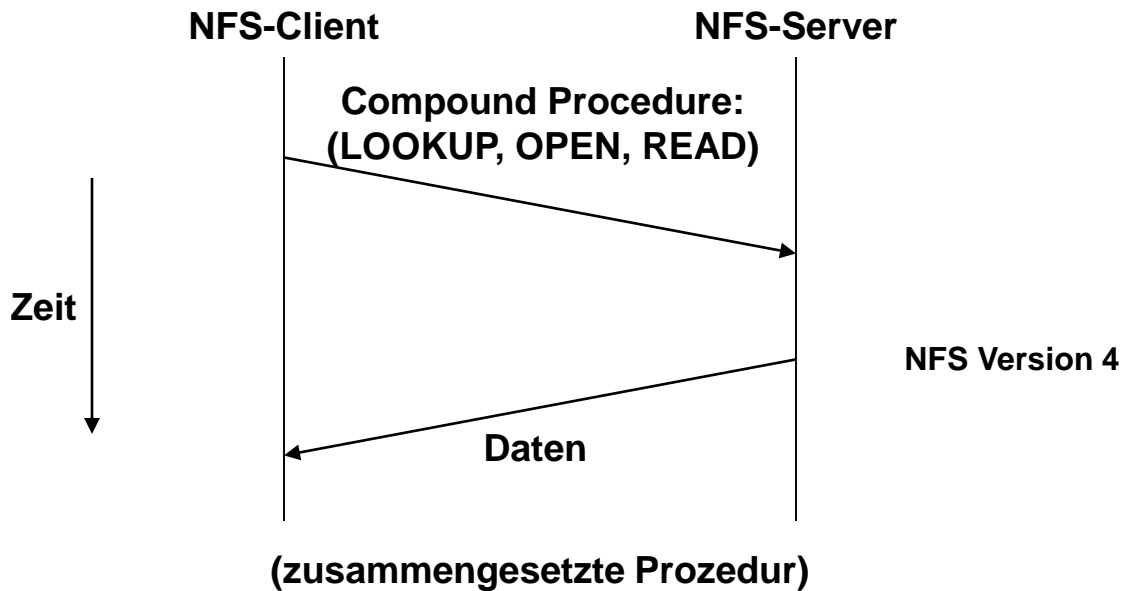 NFS-Client
NFS-Server
Compound Procedure:
(LOOKUP, OPEN, READ)
Zeit
NFS Version 4
Daten
(zusammengesetzte Prozedur)